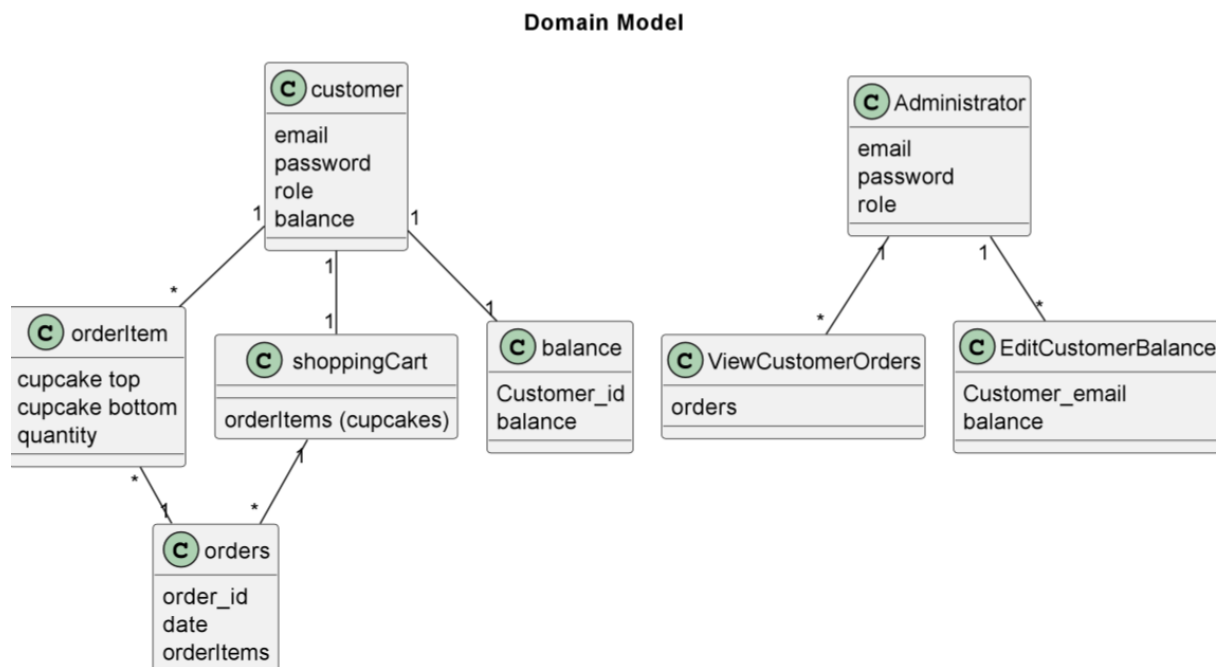 Domain Model
C customer
email
password
role
balance
C Administrator
email
password
role
1
1
1
1
1
*
1
1
*
*
C orderItem
cupcake top
cupcake bottom
quantity
C shoppingCart
orderItems (cupcakes)
C balance
Customer_id
balance
C ViewCustomerOrders
orders
C EditCustomerBalance
Customer_email
balance
*
1
1
*
C orders
order_id
date
orderItems